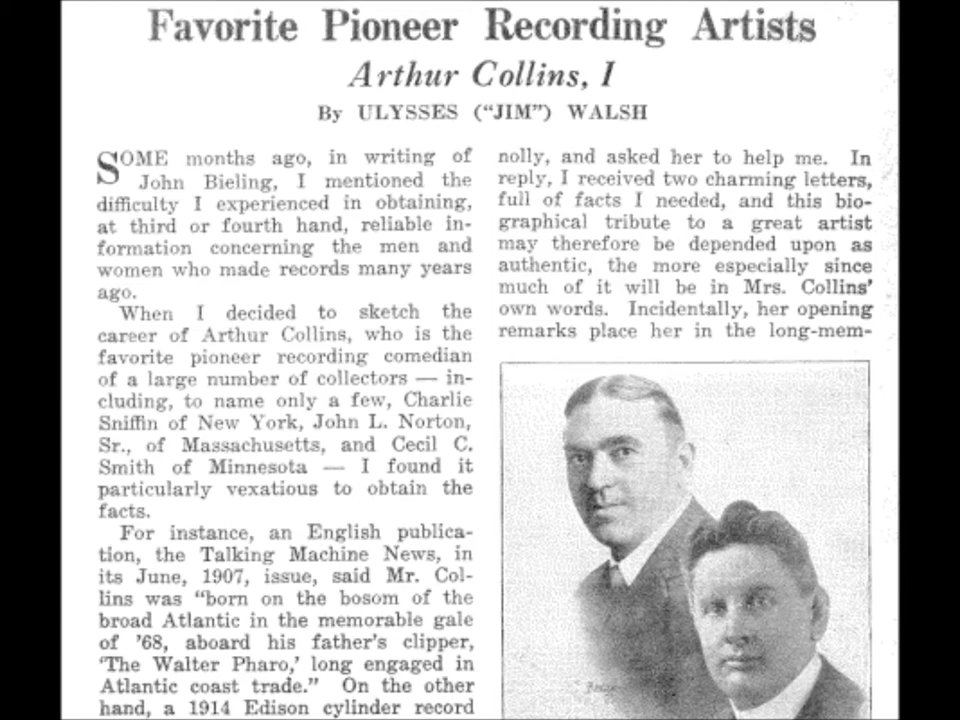 Favorite Pioneer Recording Artists
Arthur Collins, I
By ULYSSES ("JIM") WALSH
SOME months ago, in writing of
John Bieling, I mentioned the
difficulty I experienced in obtaining,
at third or fourth hand, reliable in-
formation concerning the men and
women who made records many years
ago.
When I decided to sketch the
career of Arthur Collins, who is the
favorite pioneer recording comedian
of a large number of collectors — in-
cluding, to name only a few, Charlie
Sniffin of New York, John L. Norton,
Sr., of Massachusetts, and Cecil C.
Smith of Minnesota — I found it
particularly vexatious to obtain the
facts.
For instance, an English publica-
tion, the Talking Machine News, in
its June, 1907, issue, said Mr. Col-
lins was "born on the bosom of the
broad Atlantic in the memorable gale
of '68, aboard his father's clipper,
'The Walter Pharo,' long engaged in
Atlantic coast trade." On the other
hand, a 1914 Edison cylinder record
nolly, and asked her to help me. In
reply, I received two charming letters,
full of facts I needed, and this bio-
graphical tribute to a great artist
may therefore be depended upon as
authentic, the more especially since
much of it will be in Mrs. Collins'
own words. Incidentally, her opening
remarks place her in the long-mem-